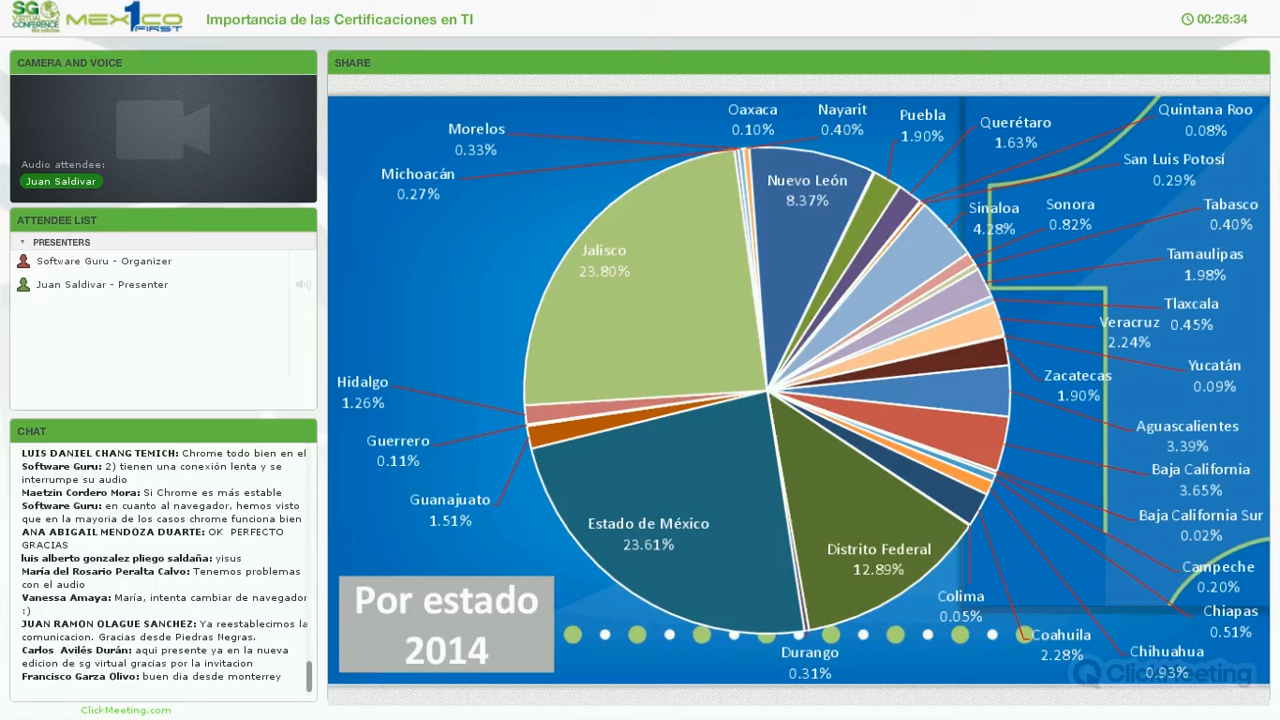 SG
VIRTUAL
CONFERENCE
MEXICO
FIRST
1
Importancia de las Certificaciones en TI
00:26:34
CAMERA AND VOICE
Audio attendee:
Juan Saldivar
ATTENDEE LIST
PRESENTERS
Software Guru - Organizer
Juan Saldivar - Presenter
CHAT
LUIS DANIEL CHANG TEMICH: Chrome todo bien en el
Software Guru: 2) tienen una conexión lenta y se
interrumpe su audio
Maetzin Cordero Mora: Si Chrome es más estable
Software Guru: en cuanto al navegador, hemos visto
que en la mayoria de los casos chrome funciona bien
ANA ABIGAIL MENDOZA DUARTE: OK PERFECTO
GRACIAS
luis alberto gonzalez pliego saldaña: yisus
María del Rosario Peralta Calvo: Tenemos problemas
con el audio
Vanessa Amaya: María, intenta cambiar de navegador
:)
JUAN RAMON OLAGUE SANCHEZ: Ya reestablecimos la
comunicacion. Gracias desde Piedras Negras.
Carlos Avilés Durán: aqui presente ya en la nueva
edicion de sg virtual gracias por la invitacion
Francisco Garza Olivo: buen dia desde monterrey
ClickMeeting.com
SHARE
Oaxaca
0.10%
Nayarit
0.40%
Puebla
1.90%
Querétaro
1.63%
Quintana Roo
0.08%
Morelos
0.33%
Michoacán
0.27%
Nuevo León
8.37%
San Luis Potosí
0.29%
Sinaloa
4.28%
Sonora
0.82%
Tabasco
0.40%
Jalisco
23.80%
Tamaulipas
1.98%
Tlaxcala
0.45%
Veracruz
2.24%
Yucatán
0.09%
Zacatecas
1.90%
Hidalgo
1.26%
Guerrero
0.11%
Aguascalientes
3.39%
Baja California
3.65%
Guanajuato
1.51%
Estado de México
23.61%
Baja California Sur
0.02%
Distrito Federal
12.89%
Campeche
0.20%
Colima
0.05%
Chiapas
0.51%
Coahuila
2.28%
Chihuahua
0.93%
Durango
0.31%
Por estado
2014
ClickMeeting